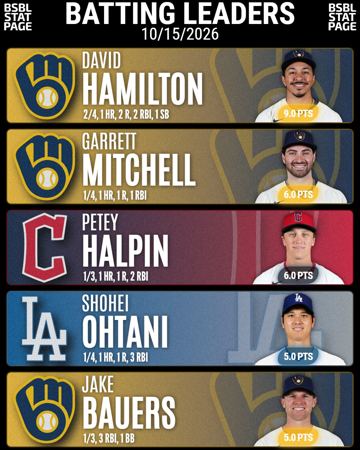 BSBL
STAT
PAGE
BATTING LEADERS
10/15/2026
BSBL
STAT
PAGE
DAVID
HAMILTON
2/4, 1 HR, 2 R, 2 RBI, 1 SB
9.0 PTS
GARRETT
MITCHELL
1/4, 1 HR, 1 R, 1 RBI
6.0 PTS
C
PETEY
HALPIN
1/3, 1 HR, 1 R, 2 RBI
6.0 PTS
LA
SHOHEI
OHTANI
1/4, 1 HR, 1 R, 3 RBI
5.0 PTS
JAKE
BAUERS
1/3, 3 RBI, 1 BB
5.0 PTS